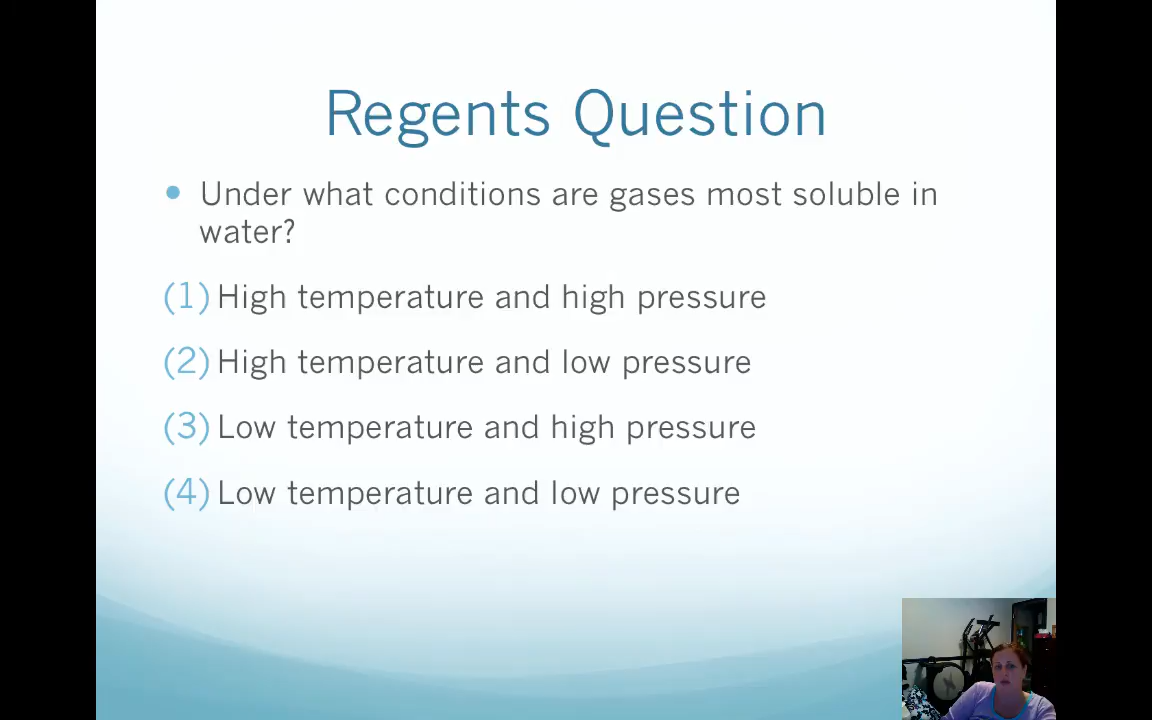 Regents Question
Under what conditions are gases most soluble in
water?
(1) High temperature and high pressure
(2) High temperature and low pressure
(3) Low temperature and high pressure
(4) Low temperature and low pressure